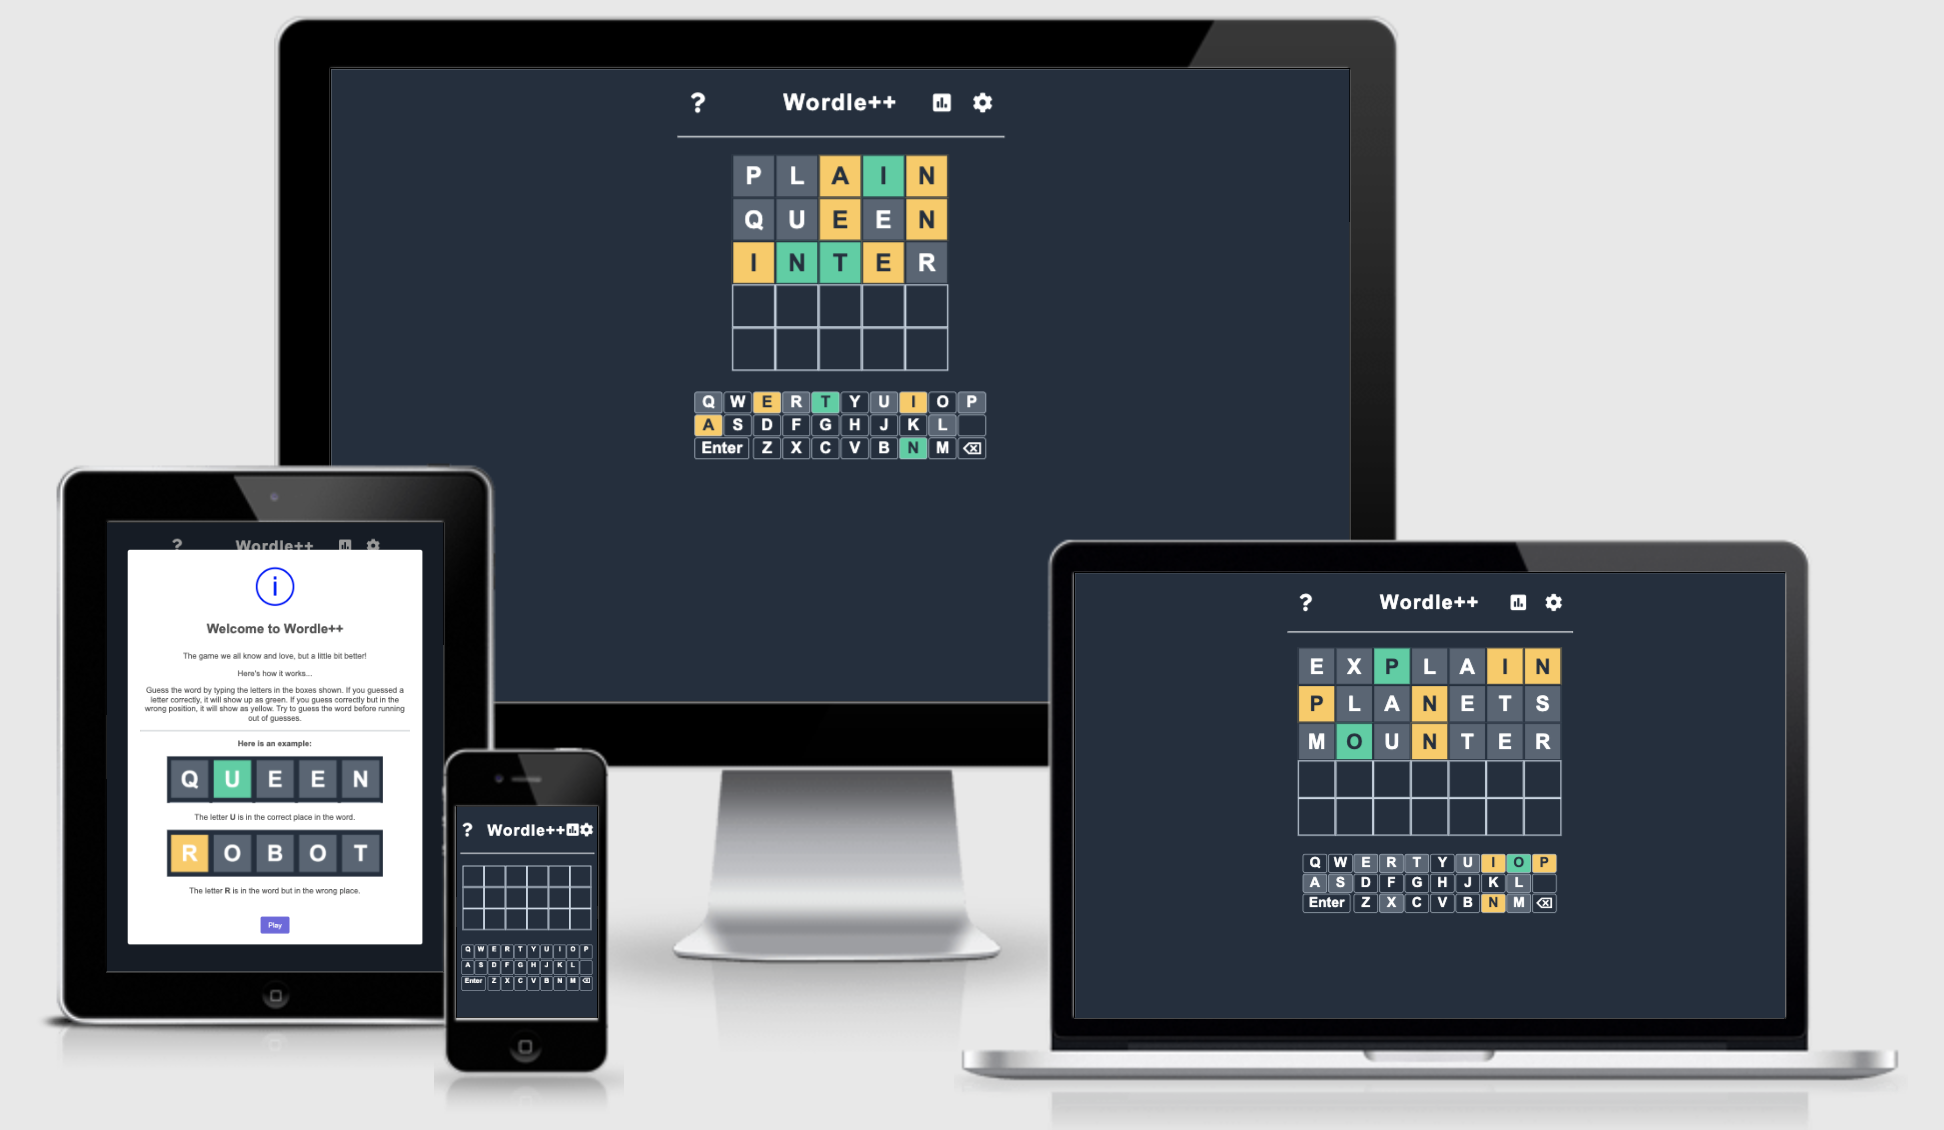 ? Wordle++
P L A I N
Q U E E N
I N T E R
Q W E R T Y U I O P
A S D F G H J K L
Enter Z X C V B N M
? Wordle++
i
Welcome to Wordle++
The game we all know and love, but a little bit better!
Here's how it works...
Guess the word by typing the letters in the boxes shown. If you guessed a
letter correctly, it will show up as green. If you guess correctly but in the
wrong position, it will show as yellow. Try to guess the word before running
out of guesses.
Here is an example:
Q U E E N
The letter U is in the correct place in the word.
R O B O T
The letter R is in the word but in the wrong place.
Play
? Wordle++
Q W E R T Y U I O P
A S D F G H J K L
Enter Z X C V B N M
? Wordle++
E X P L A I N
P L A N E T S
M O U N T E R
Q W E R T Y U I O P
A S D F G H J K L
Enter Z X C V B N M